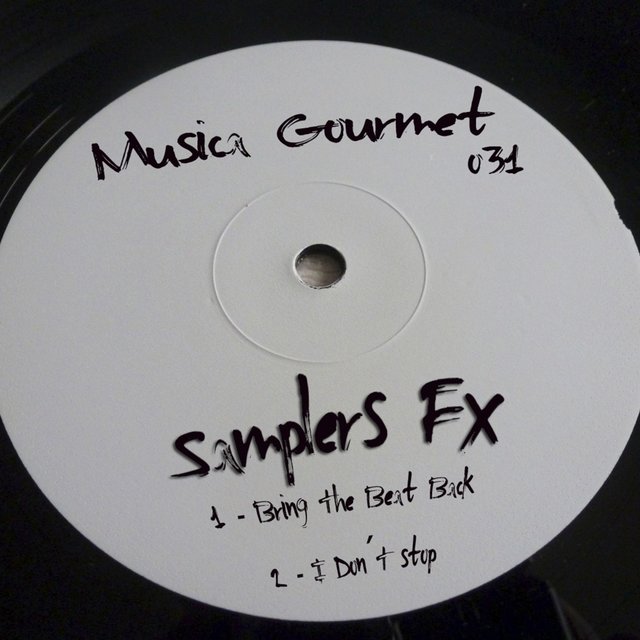 Musica Gourmet
031
Samplers Fx
1 - Bring the Beat Back
2 - I Don't Stop